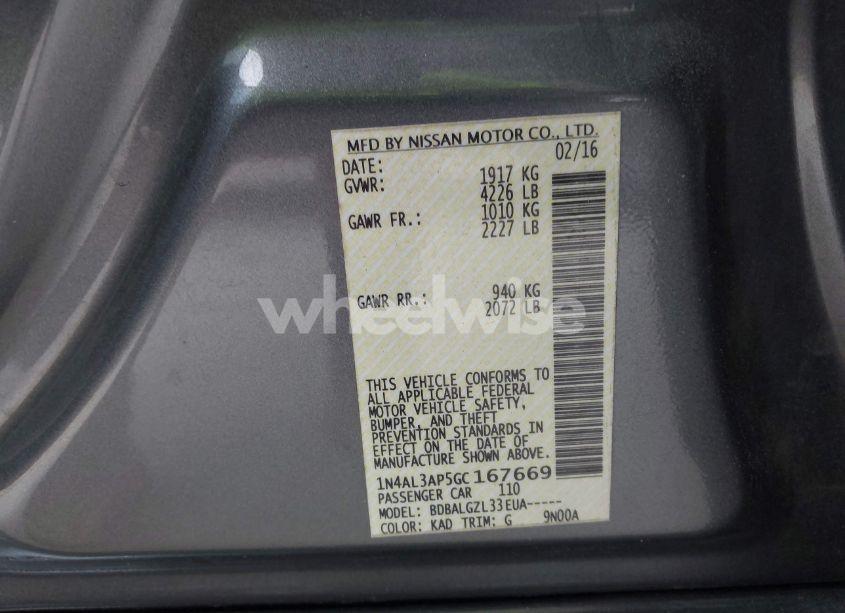 MFD BY NISSAN MOTOR CO., LTD.
DATE: 02/16
GVWR: 1917 KG
4226 LB
GAWR FR.: 1010 KG
2227 LB
GAWR RR.: 940 KG
2072 LB
wheelwise
THIS VEHICLE CONFORMS TO
ALL APPLICABLE FEDERAL
MOTOR VEHICLE SAFETY,
BUMPER, AND THEFT
PREVENTION STANDARDS IN
EFFECT ON THE DATE OF
MANUFACTURE SHOWN ABOVE.
1N4AL3AP5GC167669
PASSENGER CAR 110
MODEL: BDBALGZL33EUA-----
COLOR: KAD TRIM: G 9N00A